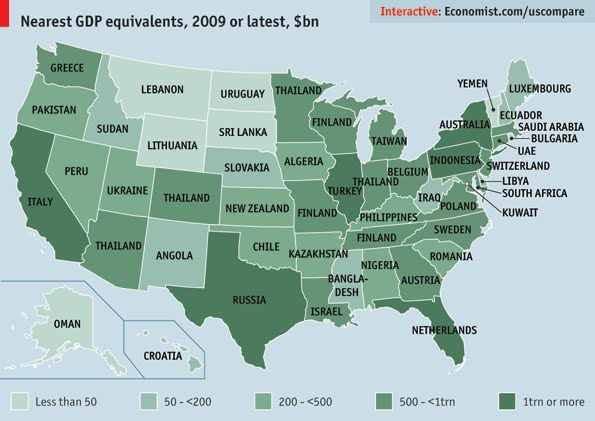 Nearest GDP equivalents, 2009 or latest, $bn
Interactive: Economist.com/uscompare
GREECE
LEBANON
URUGUAY
THAILAND
YEMEN
LUXEMBOURG
PAKISTAN
SUDAN
SRI LANKA
FINLAND
AUSTRALIA
ECUADOR
SAUDI ARABIA
BULGARIA
LITHUANIA
TAIWAN
UAE
PERU
SLOVAKIA
ALGERIA
INDONESIA
SWITZERLAND
UKRAINE
THAILAND
TURKEY
THAILAND
BELGIUM
LIBYA
SOUTH AFRICA
ITALY
NEW ZEALAND
FINLAND
IRAQ
POLAND
KUWAIT
PHILIPPINES
THAILAND
ANGOLA
CHILE
KAZAKHSTAN
FINLAND
SWEDEN
ROMANIA
RUSSIA
BANGLA-
DESH
NIGERIA
AUSTRIA
ISRAEL
NETHERLANDS
OMAN
CROATIA
Less than 50
50 - <200
200 - <500
500 - <1trn
1trn or more